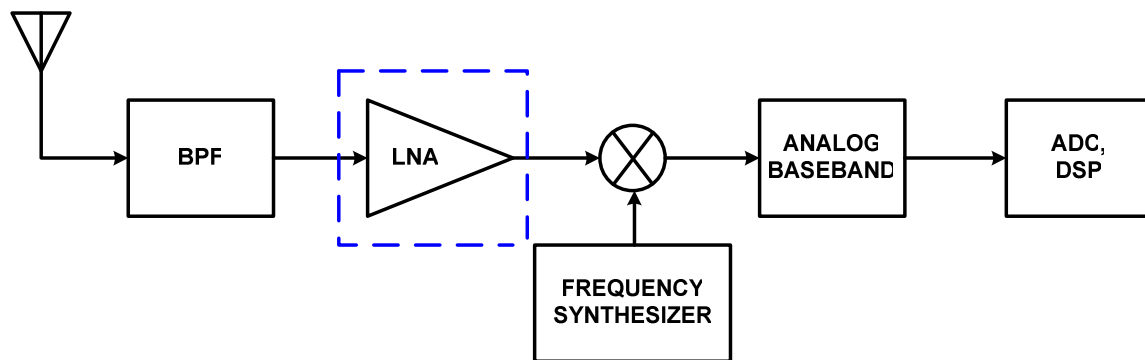 BPF
LNA
ANALOG
BASEBAND
ADC,
DSP
FREQUENCY
SYNTHESIZER